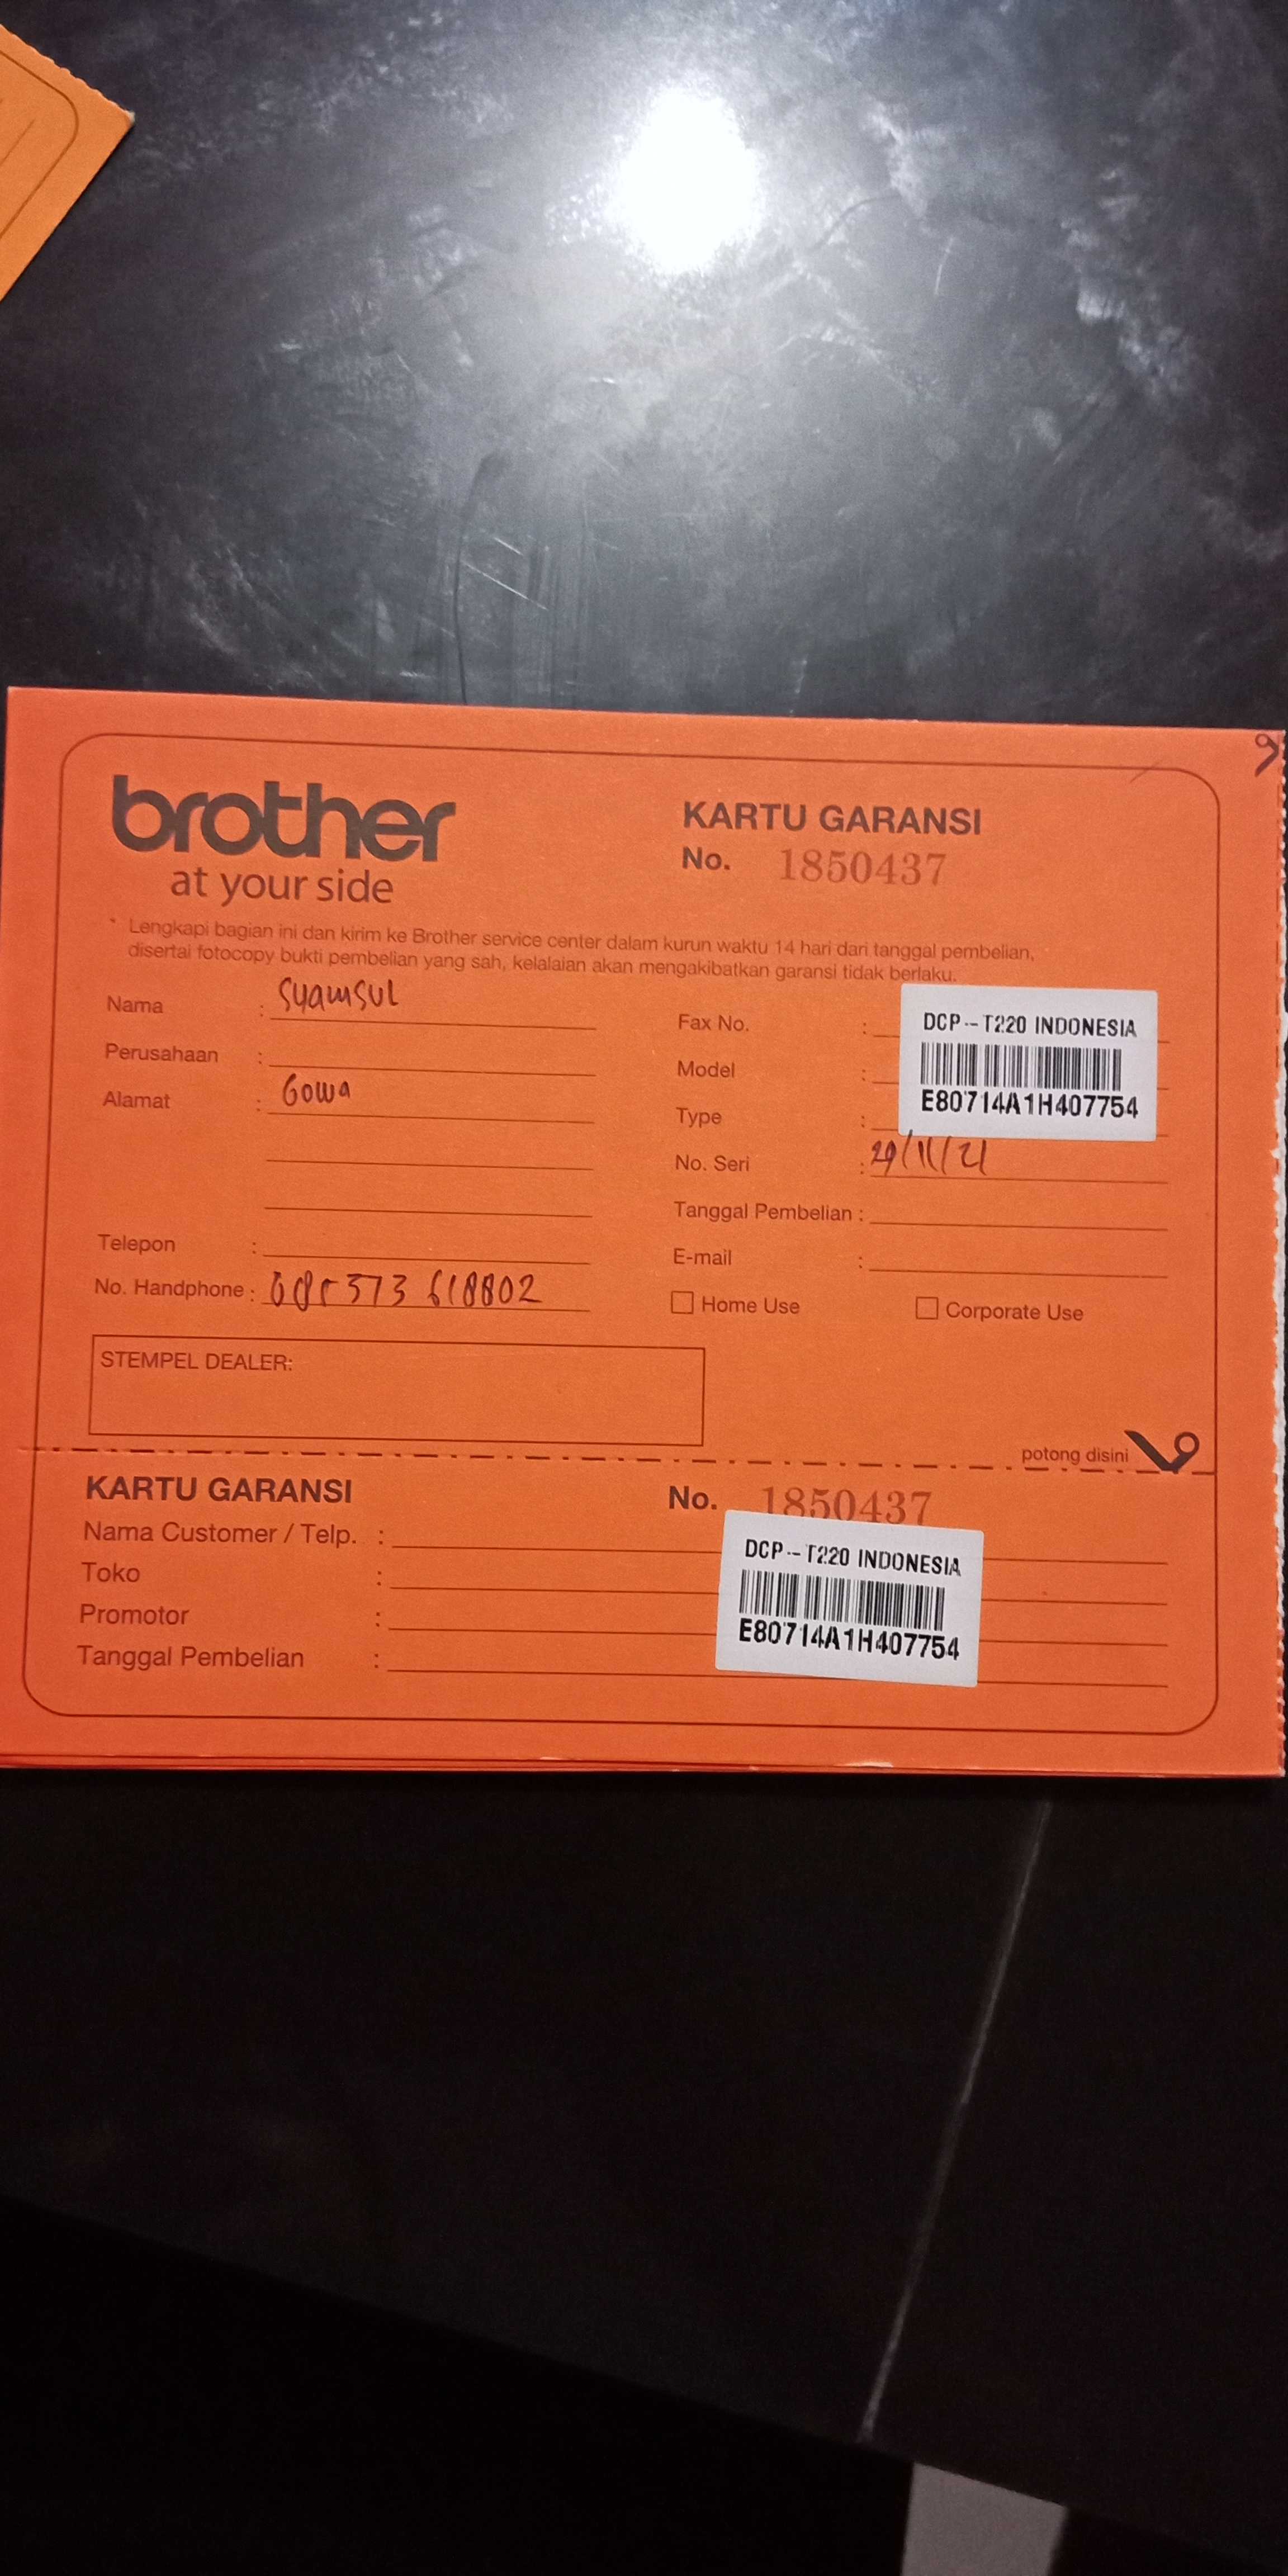 brother
at your side
KARTU GARANSI
No. 1850437
* Lengkapi bagian ini dan kirim ke Brother service center dalam kurun waktu 14 hari dari tanggal pembelian,
disertai fotocopy bukti pembelian yang sah, kelalaian akan mengakibatkan garansi tidak berlaku.
Nama : Syamsul
Perusahaan :
Alamat : Gowa
Telepon :
No. Handphone : 085 373 618802
Fax No. :
Model :
Type :
DCP-T220 INDONESIA
E80714A1H407754
No. Seri : 29/11/21
Tanggal Pembelian :
E-mail :
Home Use
Corporate Use
STEMPEL DEALER:
potong disini
KARTU GARANSI
No. 1850437
Nama Customer / Telp. :
Toko :
Promotor :
Tanggal Pembelian :
DCP-T220 INDONESIA
E80714A1H407754